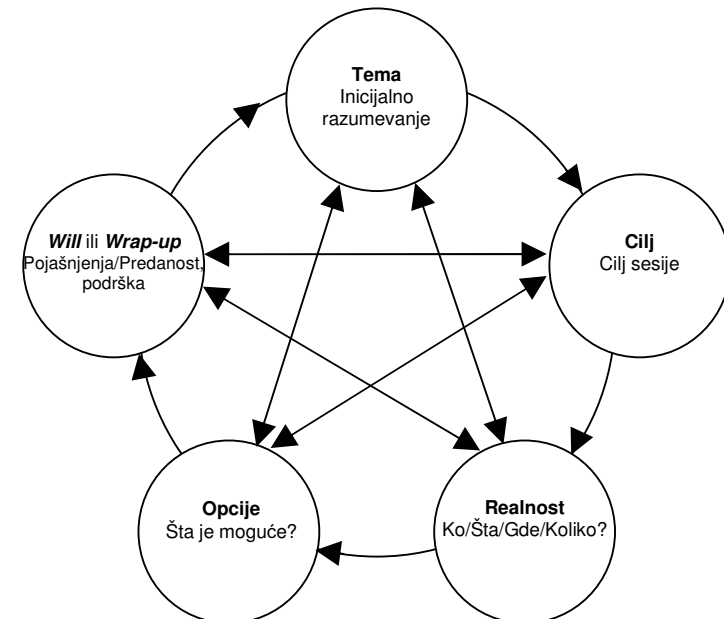 Tema
Inicijalno
razumevanje
Cilj
Cilj sesije
Realnost
Ko/Šta/Gde/Koliko?
Opcije
Šta je moguće?
Will ili Wrap-up
Pojašnjenja/Predanost,
podrška